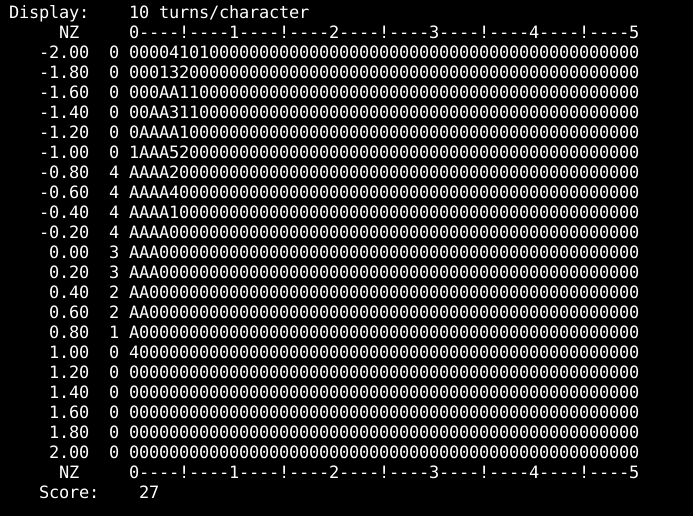 Display:    10 turns/character
     NZ     0----!----1----!----2----!----3----!----4----!----5
   -2.00  0 000041010000000000000000000000000000000000000000000
   -1.80  0 000132000000000000000000000000000000000000000000000
   -1.60  0 000AA1100000000000000000000000000000000000000000000
   -1.40  0 00AA31100000000000000000000000000000000000000000000
   -1.20  0 0AAAA1000000000000000000000000000000000000000000000
   -1.00  0 1AAA52000000000000000000000000000000000000000000000
   -0.80  4 AAAA20000000000000000000000000000000000000000000000
   -0.60  4 AAAA40000000000000000000000000000000000000000000000
   -0.40  4 AAAA10000000000000000000000000000000000000000000000
   -0.20  4 AAAA00000000000000000000000000000000000000000000000
    0.00  3 AAA000000000000000000000000000000000000000000000000
    0.20  3 AAA000000000000000000000000000000000000000000000000
    0.40  2 AA0000000000000000000000000000000000000000000000000
    0.60  2 AA0000000000000000000000000000000000000000000000000
    0.80  1 A00000000000000000000000000000000000000000000000000
    1.00  0 400000000000000000000000000000000000000000000000000
    1.20  0 000000000000000000000000000000000000000000000000000
    1.40  0 000000000000000000000000000000000000000000000000000
    1.60  0 000000000000000000000000000000000000000000000000000
    1.80  0 000000000000000000000000000000000000000000000000000
    2.00  0 000000000000000000000000000000000000000000000000000
     NZ     0----!----1----!----2----!----3----!----4----!----5
   Score:    27